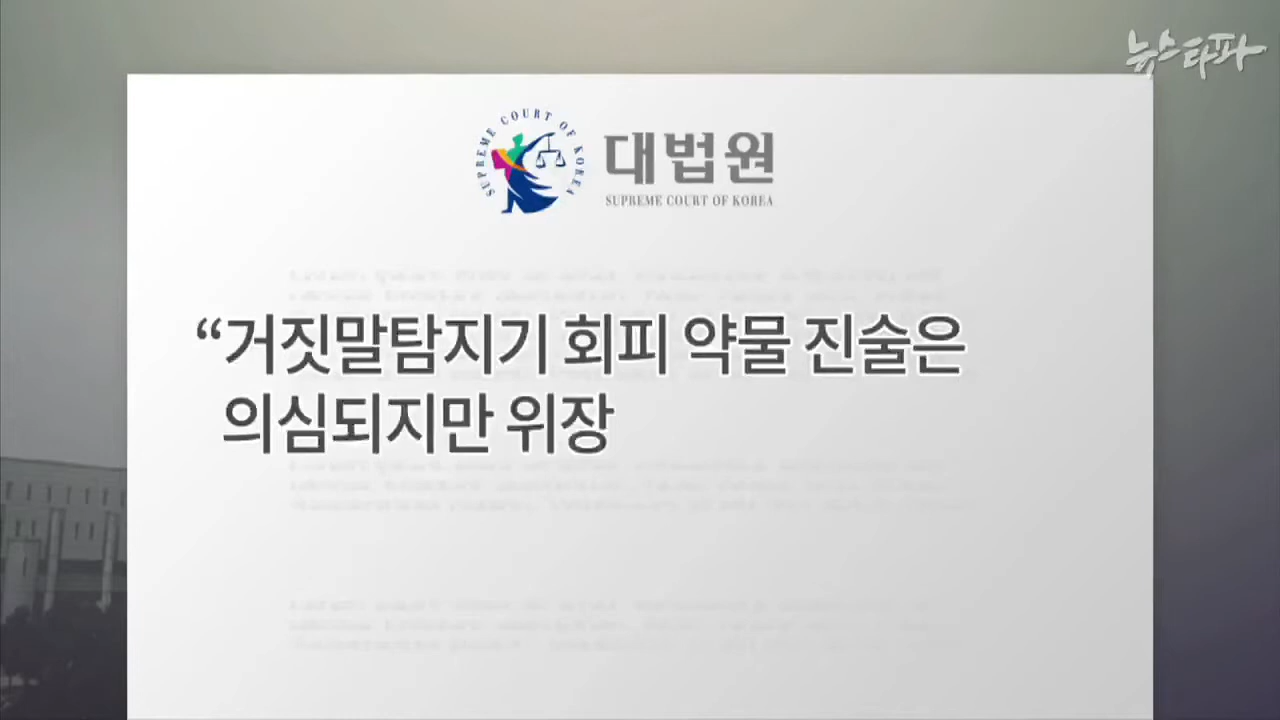 뉴스타파
SUPREME COURT OF KOREA
대법원
SUPREME COURT OF KOREA
“거짓말탐지기 회피 약물 진술은
의심되지만 위장